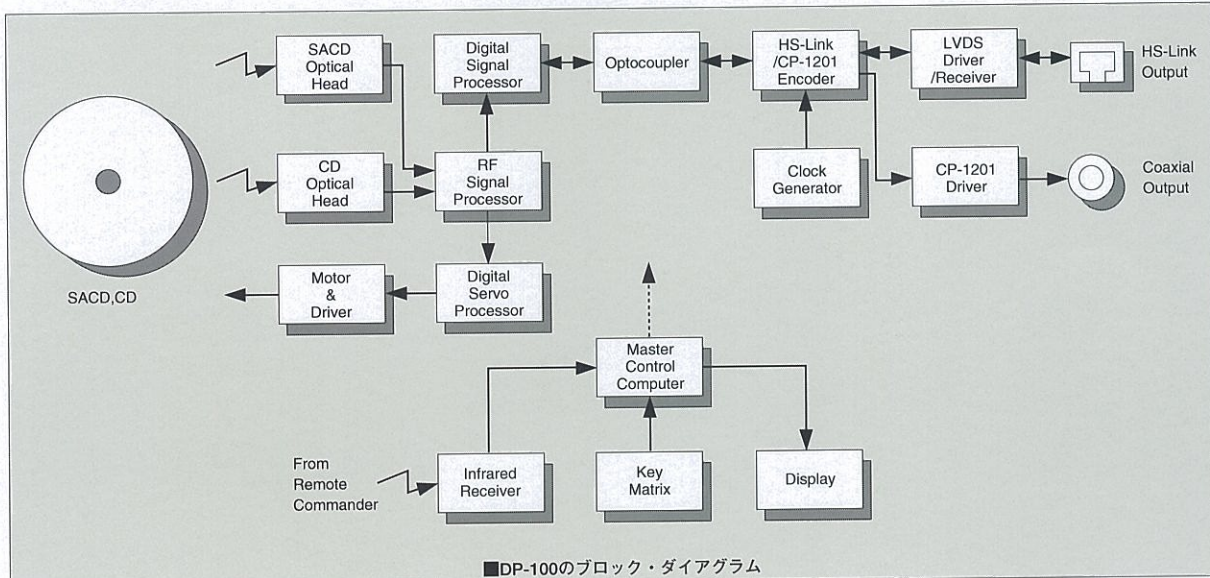 SACD
Optical
Head
Digital
Signal
Processor
Optocoupler
HS-Link
/CP-1201
Encoder
LVDS
Driver
/Receiver
HS-Link
Output
CD
Optical
Head
RF
Signal
Processor
Clock
Generator
CP-1201
Driver
Coaxial
Output
SACD,CD
Motor
&
Driver
Digital
Servo
Processor
Master
Control
Computer
From
Remote
Commander
Infrared
Receiver
Key
Matrix
Display
■DP-100のブロック・ダイアグラム